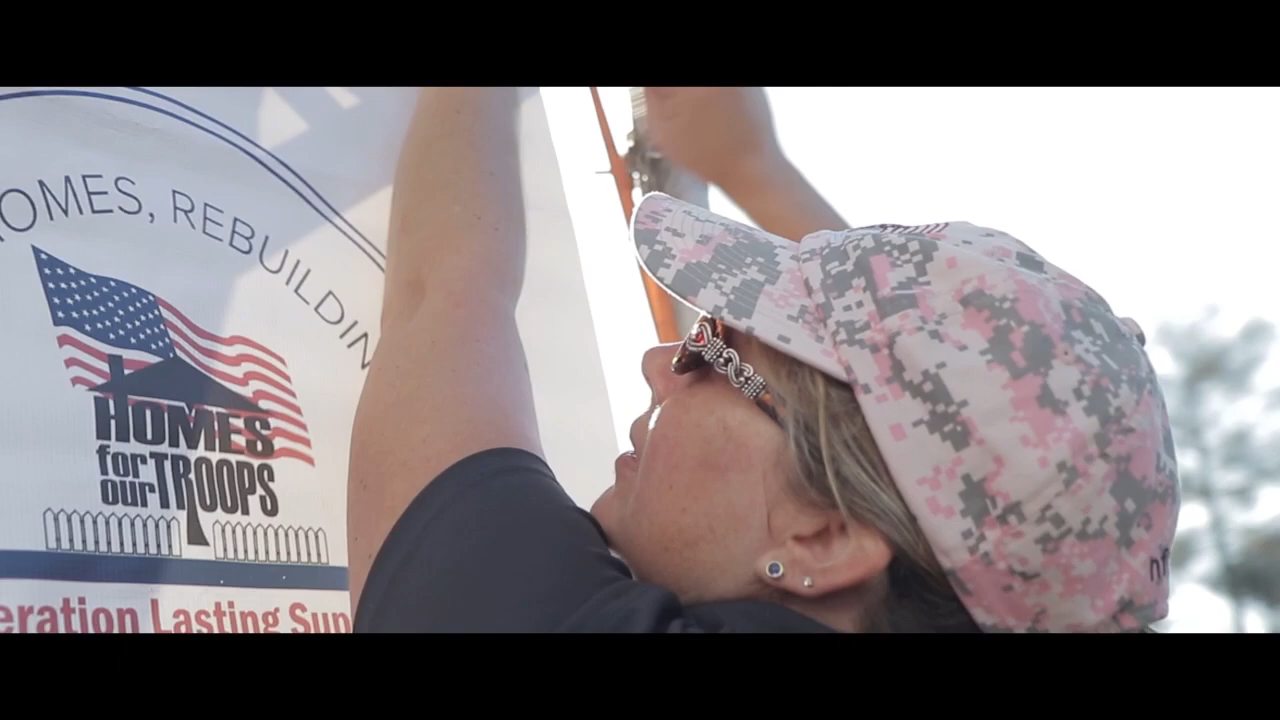 OMES, REBUILDIN
HOMES
for
our TROOPS
eration Lasting Sup